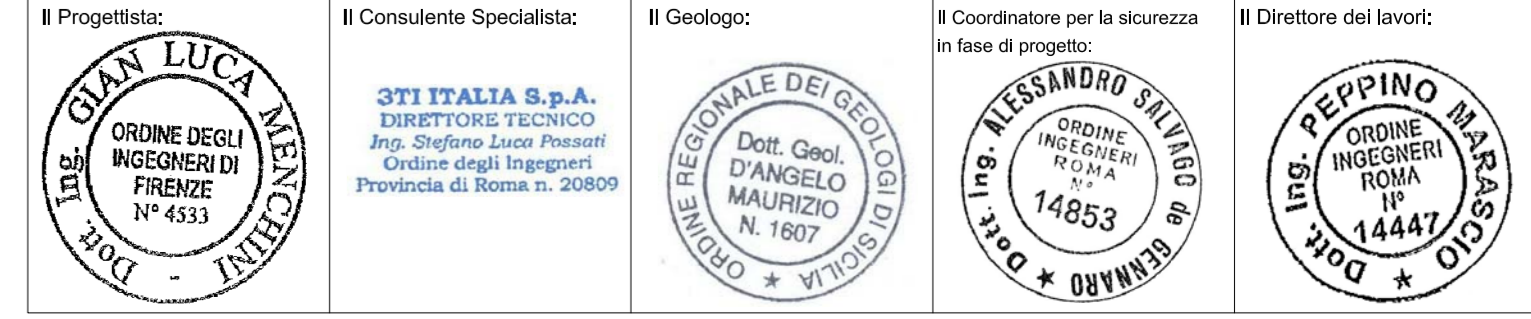 Il Progettista:
Dott. Ing. GIAN LUCA MENCHINI -
ORDINE DEGLI
INGEGNERI DI
FIRENZE
N° 4533
Il Consulente Specialista:
3TI ITALIA S.p.A.
DIRETTORE TECNICO
Ing. Stefano Luca Possati
Ordine degli Ingegneri
Provincia di Roma n. 20809
Il Geologo:
ORDINE REGIONALE DEI GEOLOGI DI SICILIA ★
Dott. Geol.
D'ANGELO
MAURIZIO
N. 1607
Il Coordinatore per la sicurezza
in fase di progetto:
Dott. Ing. ALESSANDRO SALVAGO de GENNARO ★
ORDINE
INGEGNERI
ROMA
N°
14853
Il Direttore dei lavori:
Dott. Ing. PEPPINO MARASCIO ★
ORDINE
INGEGNERI
ROMA
N°
14447